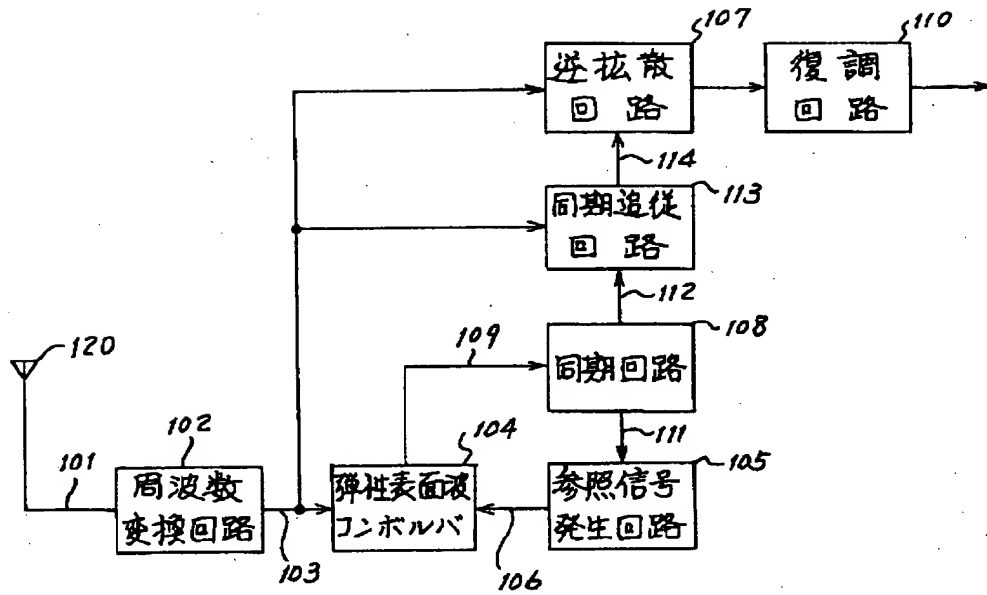 107
110
逆拡散
回路
復調
回路
114
113
同期追従
回路
112
108
109
同期回路
120
111
102
104
105
101
周波数
変換回路
弾性表面波
コンボルバ
参照信号
発生回路
103
106